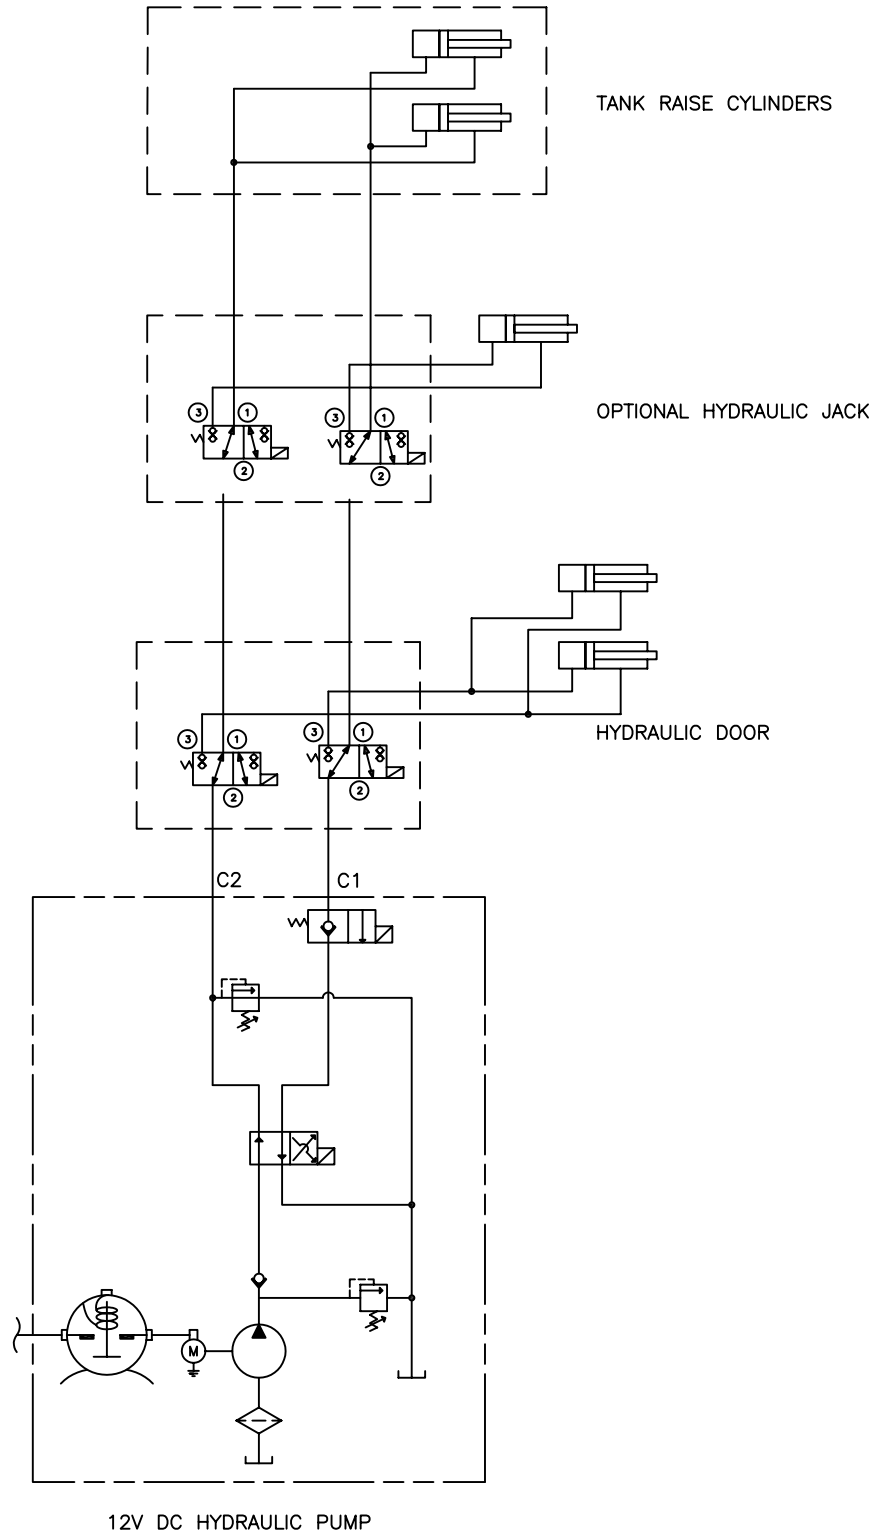 TANK RAISE CYLINDERS
3 1 3 1
2 2
OPTIONAL HYDRAULIC JACK
3 1 3 1
2 2
HYDRAULIC DOOR
C2 C1
M
12V DC HYDRAULIC PUMP